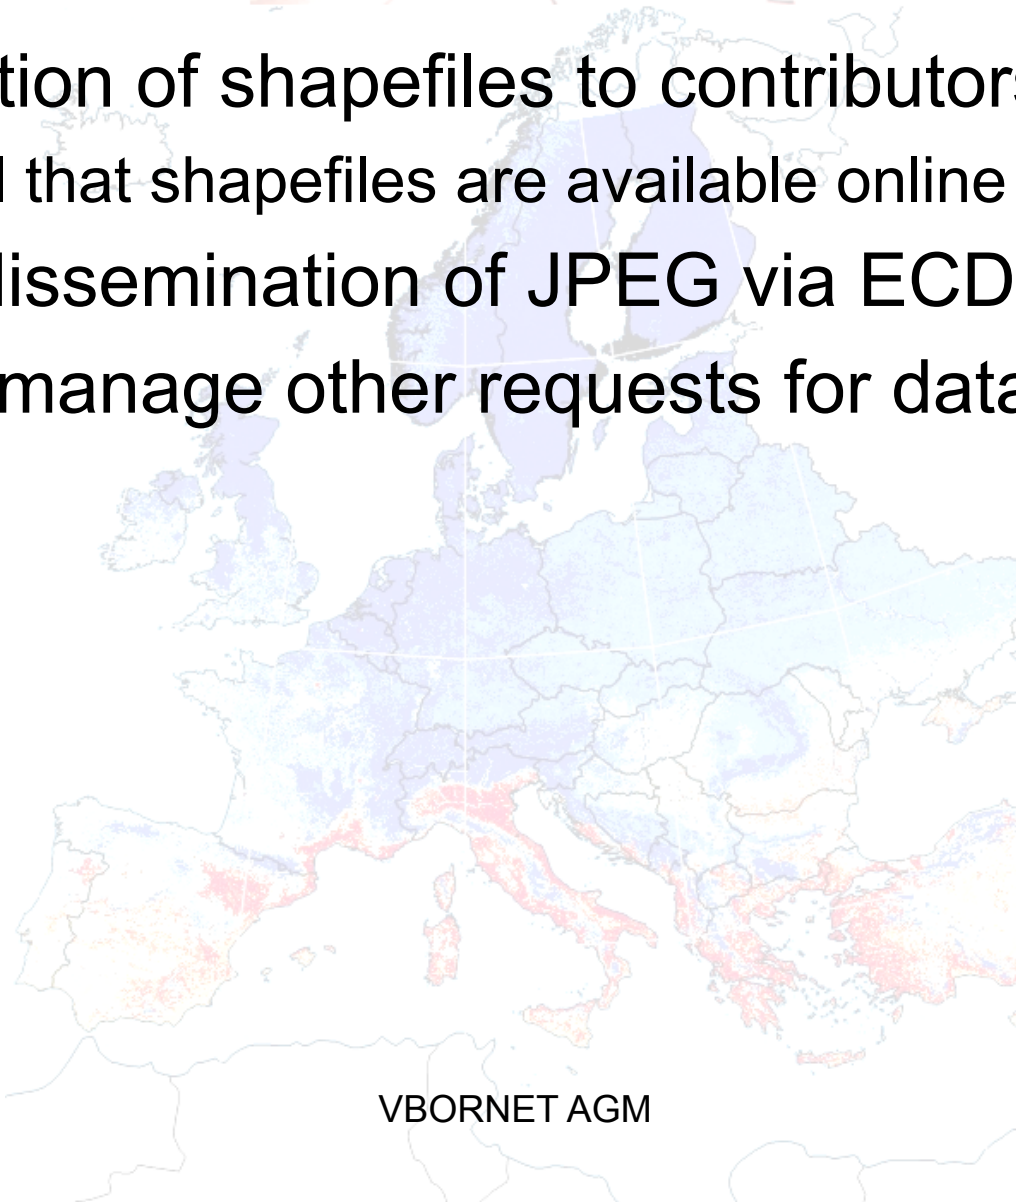 tion of shapefiles to contributors
that shapefiles are available online
dissemination of JPEG via ECD
manage other requests for data
VBORNET AGM